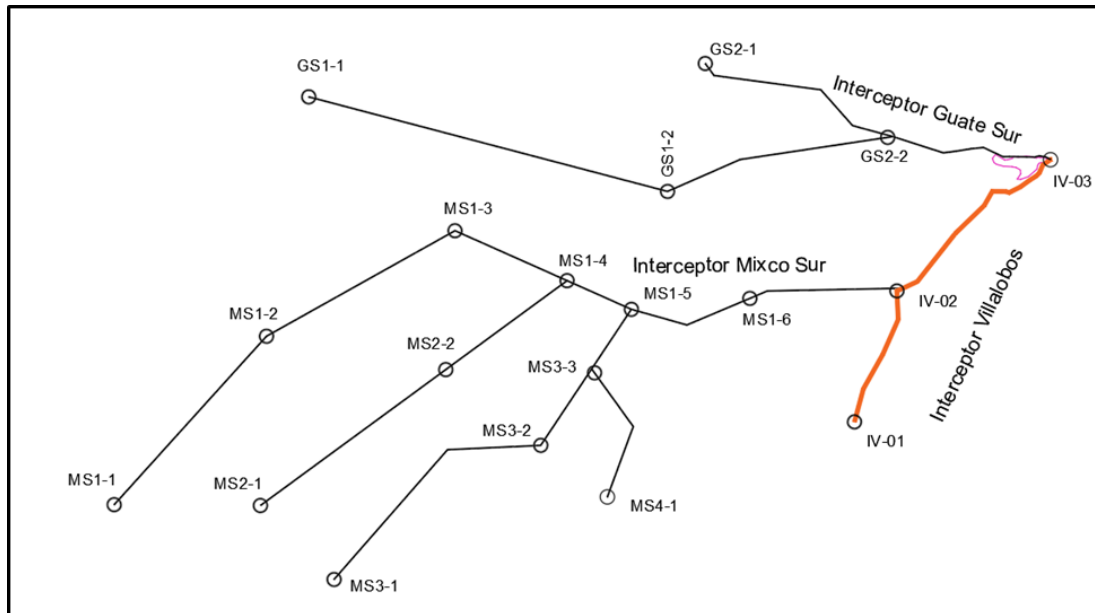 GS2-1
GS1-1
Interceptor Guate Sur
GS1-2
GS2-2
IV-03
MS1-3
MS1-4
Interceptor Mixco Sur
MS1-5
IV-02
MS1-6
MS1-2
MS2-2
MS3-3
Interceptor Villalobos
MS3-2
IV-01
MS1-1
MS2-1
MS4-1
MS3-1